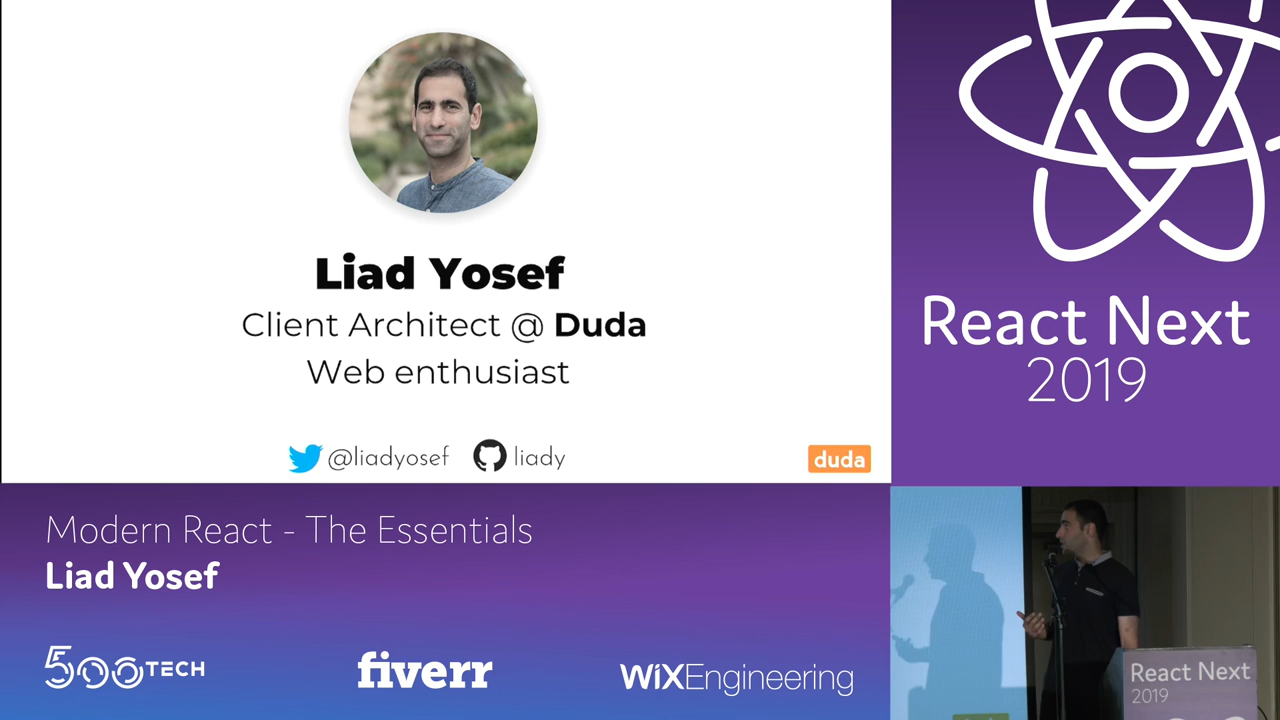 Liad Yosef
Client Architect @ Duda
Web enthusiast
@liadyosef
liady
duda
React Next
2019
Modern React - The Essentials
Liad Yosef
500TECH
fiverr
WiXEngineering
React Next
2019